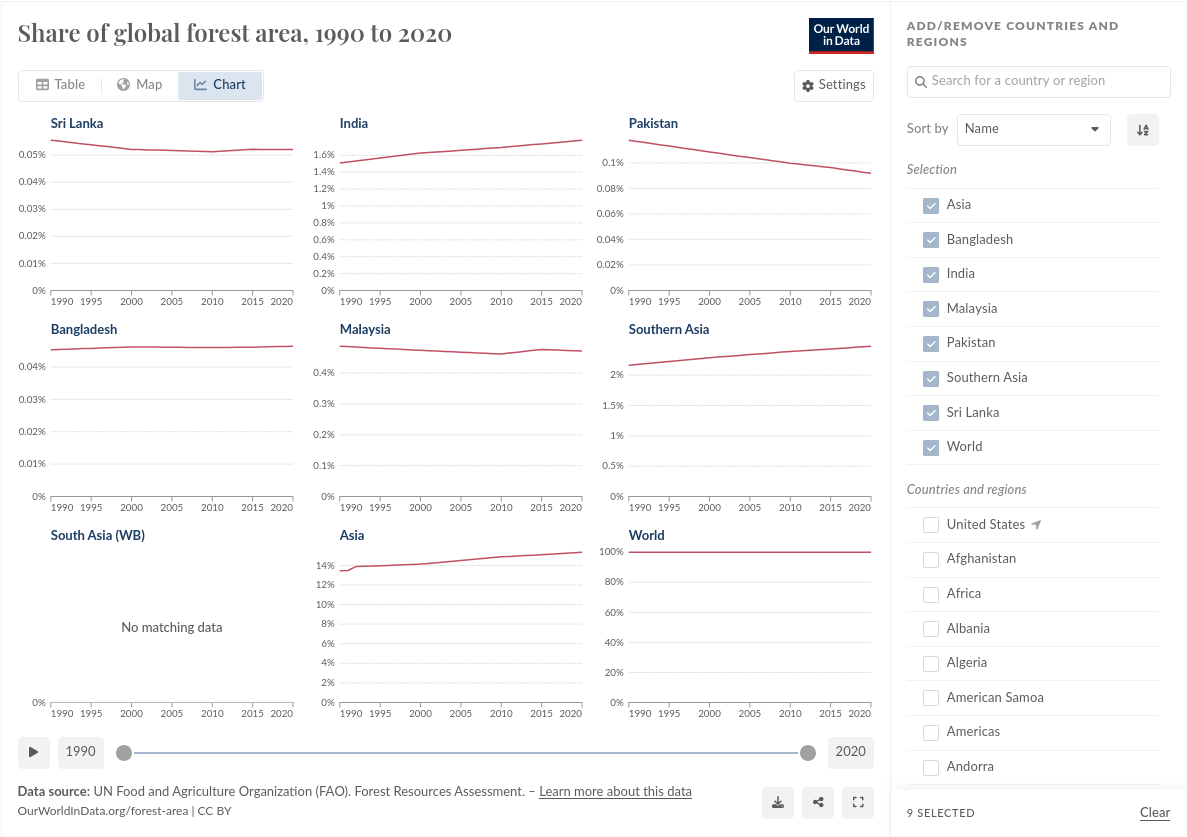 Share of global forest area, 1990 to 2020
Our World
in Data
Table
Map
Chart
Settings
Sri Lanka
0.05%
0.04%
0.03%
0.02%
0.01%
0%
1990 1995 2000 2005 2010 2015 2020
India
1.6%
1.4%
1.2%
1%
0.8%
0.6%
0.4%
0.2%
0%
1990 1995 2000 2005 2010 2015 2020
Pakistan
0.1%
0.08%
0.06%
0.04%
0.02%
0%
1990 1995 2000 2005 2010 2015 2020
Bangladesh
0.04%
0.03%
0.02%
0.01%
0%
1990 1995 2000 2005 2010 2015 2020
Malaysia
0.4%
0.3%
0.2%
0.1%
0%
1990 1995 2000 2005 2010 2015 2020
Southern Asia
2%
1.5%
1%
0.5%
0%
1990 1995 2000 2005 2010 2015 2020
South Asia (WB)
No matching data
0%
1990 1995 2000 2005 2010 2015 2020
Asia
14%
12%
10%
8%
6%
4%
2%
0%
1990 1995 2000 2005 2010 2015 2020
World
100%
80%
60%
40%
20%
0%
1990 1995 2000 2005 2010 2015 2020
1990
2020
Data source: UN Food and Agriculture Organization (FAO). Forest Resources Assessment. – Learn more about this data
OurWorldInData.org/forest-area | CC BY
ADD/REMOVE COUNTRIES AND
REGIONS
Search for a country or region
Sort by
Name
Selection
Asia
Bangladesh
India
Malaysia
Pakistan
Southern Asia
Sri Lanka
World
Countries and regions
United States
Afghanistan
Africa
Albania
Algeria
American Samoa
Americas
Andorra
9 SELECTED
Clear